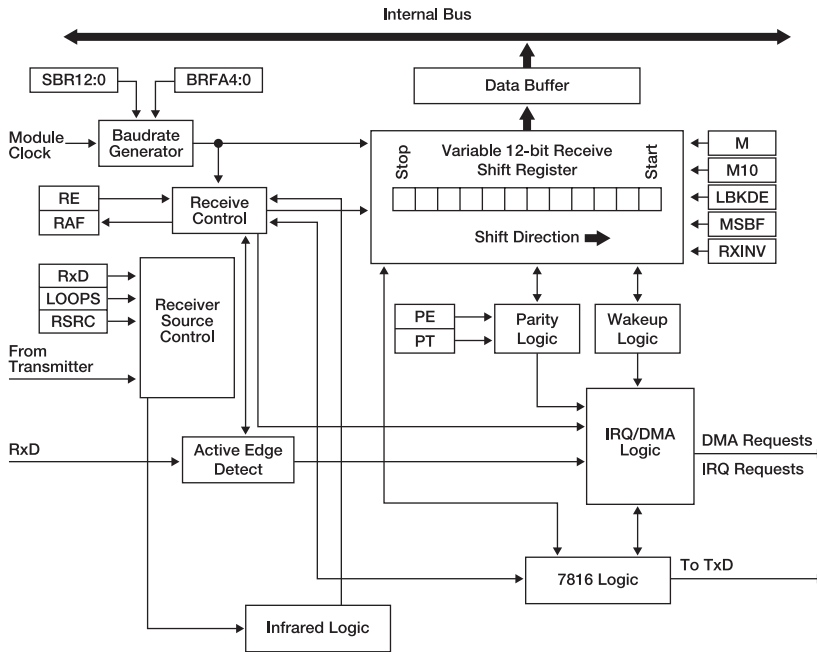 Internal Bus
SBR12:0
BRFA4:0
Data Buffer
Module
Clock
Baudrate
Generator
Stop
Variable 12-bit Receive
Shift Register
Start
M
M10
LBKDE
MSBF
RXINV
RE
RAF
Receive
Control
Shift Direction
RxD
LOOPS
RSRC
Receiver
Source
Control
PE
PT
Parity
Logic
Wakeup
Logic
From
Transmitter
RxD
Active Edge
Detect
IRQ/DMA
Logic
DMA Requests
IRQ Requests
7816 Logic
To TxD
Infrared Logic